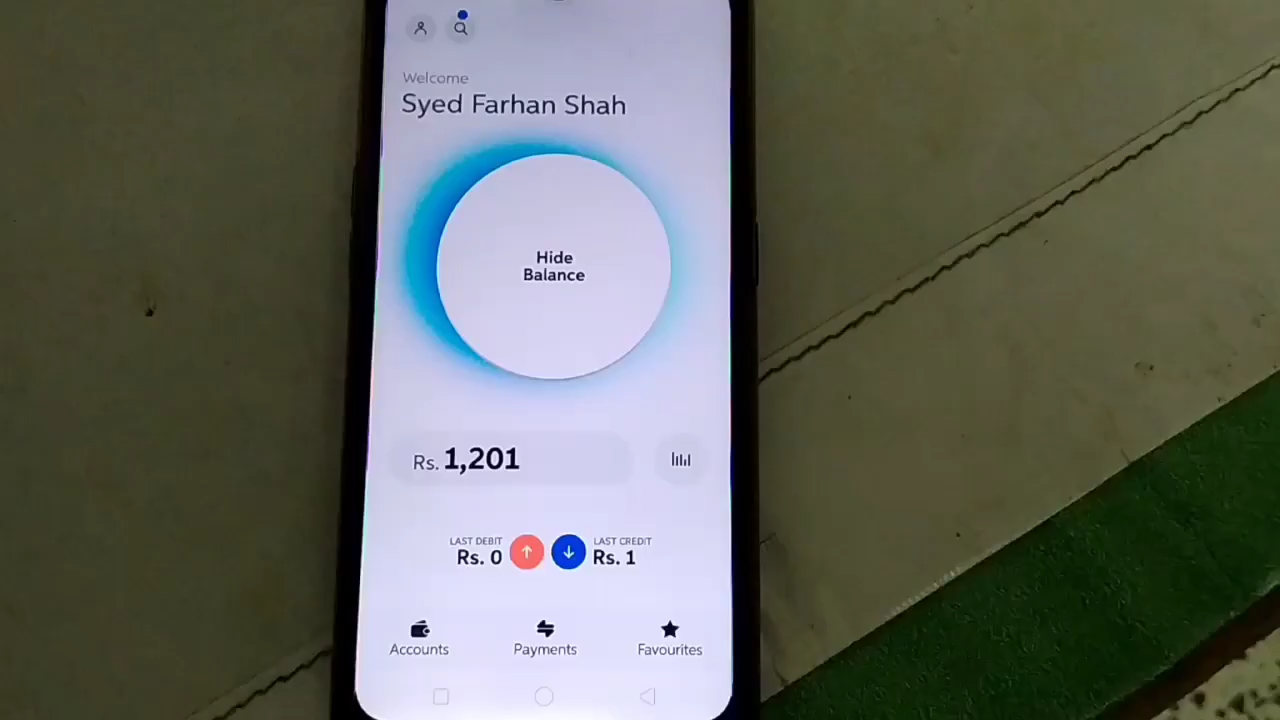 Welcome
Syed Farhan Shah
Hide
Balance
Rs. 1,201
LAST DEBIT
Rs. 0
LAST CREDIT
Rs. 1
Accounts
Payments
Favourites